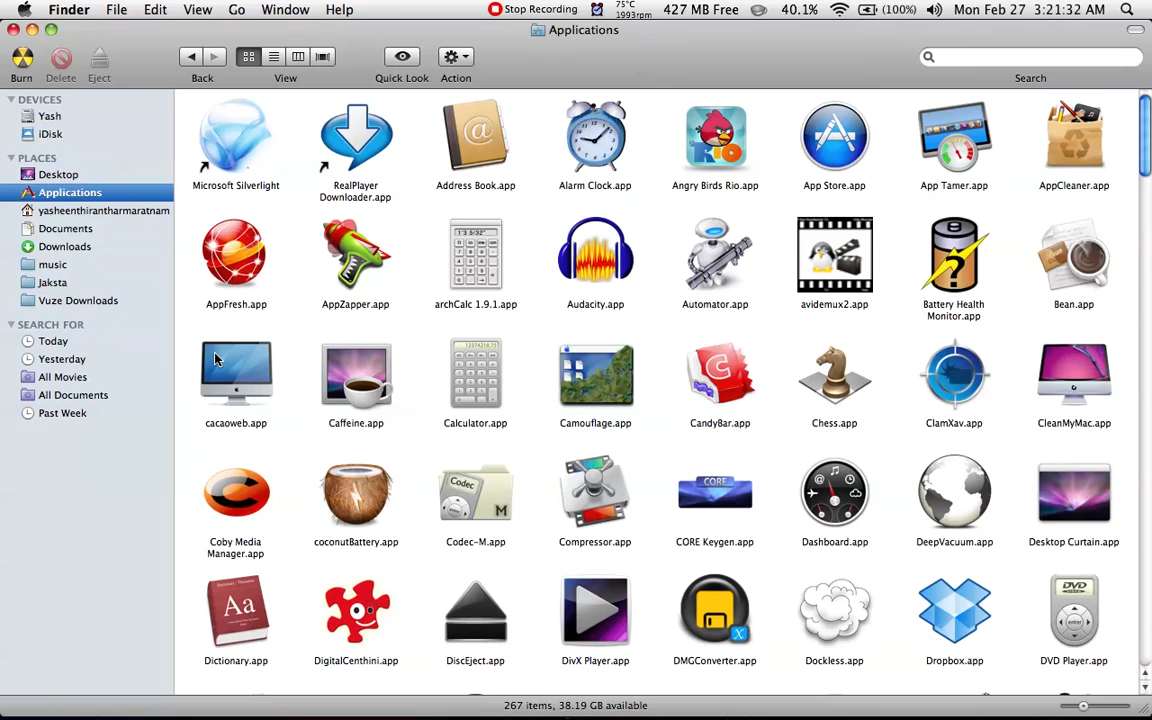 Finder File Edit View Go Window Help Stop Recording 75°C 1993rpm 427 MB Free 40.1% (100%) Mon Feb 27 3:21:32 AM
Applications
Burn Delete Eject Back View Quick Look Action Search
DEVICES
Yash
iDisk
PLACES
Desktop
Applications
yasheenthirantharmaratnam
Documents
Downloads
music
Jaksta
Vuze Downloads
SEARCH FOR
Today
Yesterday
All Movies
All Documents
Past Week
Microsoft Silverlight
RealPlayer
Downloader.app
Address Book.app
Alarm Clock.app
RIO
Angry Birds Rio.app
App Store.app
App Tamer.app
AppCleaner.app
AppFresh.app
AppZapper.app
archCalc 1.9.1.app
Audacity.app
Automator.app
avidemux2.app
Battery Health
Monitor.app
Bean.app
cacaoweb.app
Caffeine.app
Calculator.app
Camouflage.app
CandyBar.app
Chess.app
ClamXav.app
CleanMyMac.app
Coby Media
Manager.app
coconutBattery.app
Codec
M
Codec-M.app
Compressor.app
CORE
CORE Keygen.app
Dashboard.app
DeepVacuum.app
Desktop Curtain.app
Aa
Dictionary.app
DigitalCenthini.app
DiscEject.app
DivX Player.app
X
DMGConverter.app
Dockless.app
Dropbox.app
DVD
DVD Player.app
267 items, 38.19 GB available